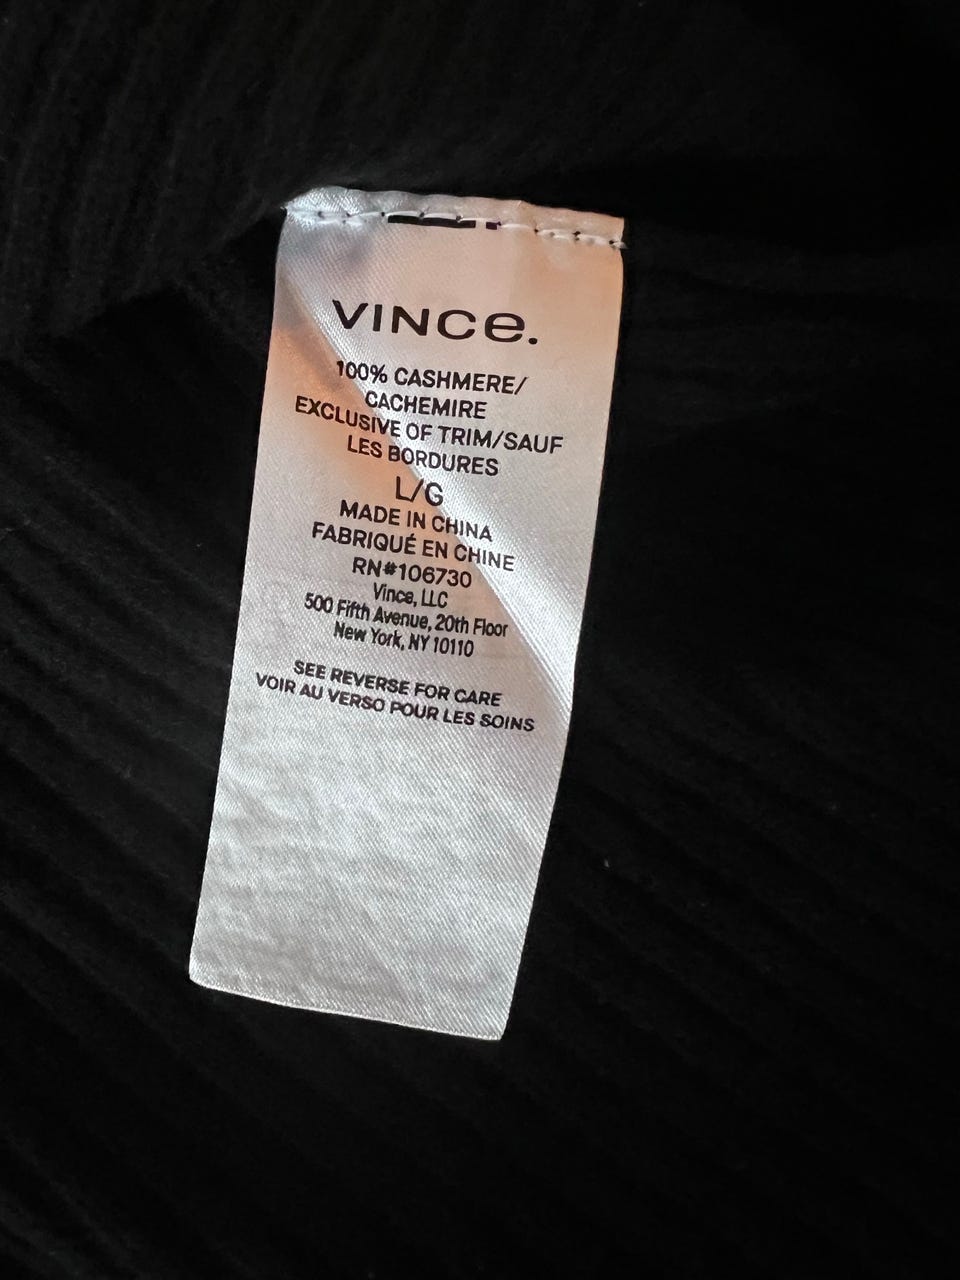 VINCE.
100% CASHMERE/
CACHEMIRE
EXCLUSIVE OF TRIM/SAUF
LES BORDURES
L/G
MADE IN CHINA
FABRIQUÉ EN CHINE
RN#106730
Vince, LLC
500 Fifth Avenue, 20th Floor
New York, NY 10110
SEE REVERSE FOR CARE
VOIR AU VERSO POUR LES SOINS